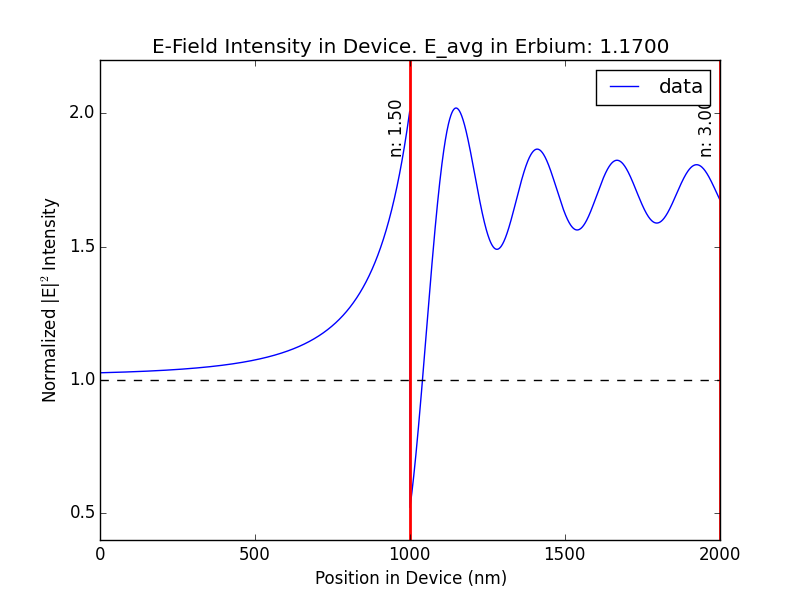 E-Field Intensity in Device. E_avg in Erbium: 1.1700
data
n: 1.50
n: 3.00
2.0
1.5
1.0
0.5
Normalized |E|² Intensity
0 500 1000 1500 2000
Position in Device (nm)